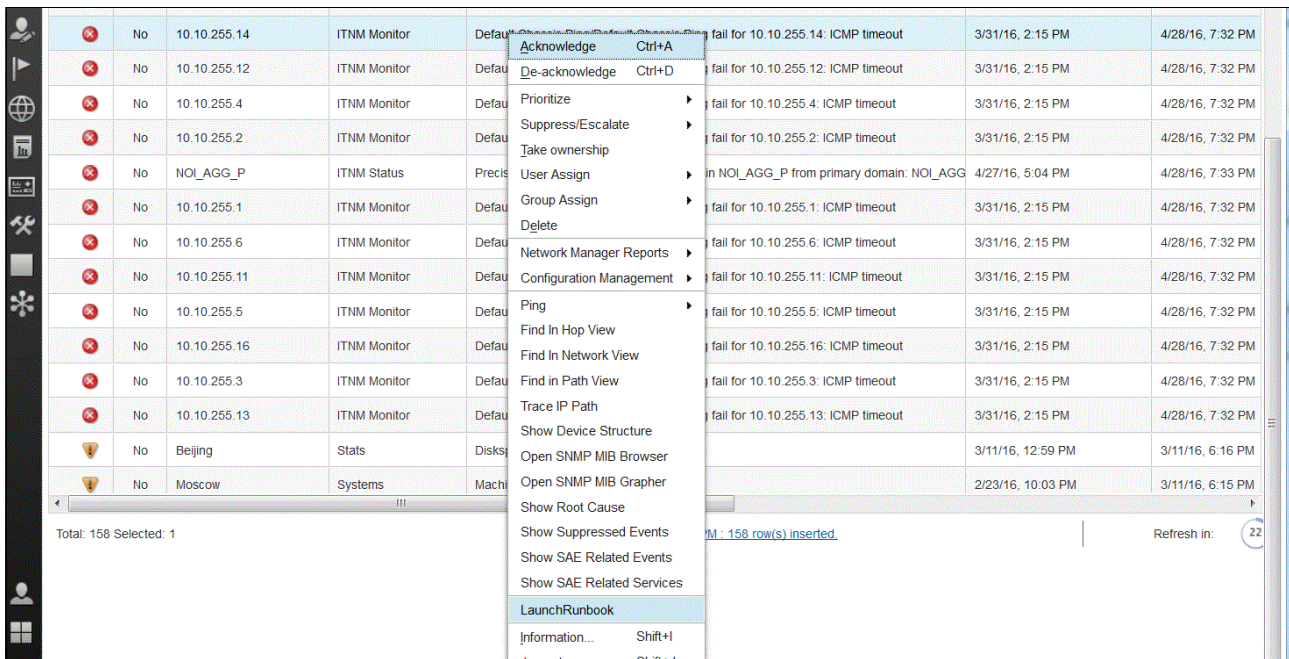 No 10.10.255.14 ITNM Monitor Defau fail for 10.10.255.14: ICMP timeout 3/31/16, 2:15 PM 4/28/16, 7:32 PM
No 10.10.255.12 ITNM Monitor Defau fail for 10.10.255.12: ICMP timeout 3/31/16, 2:15 PM 4/28/16, 7:32 PM
No 10.10.255.4 ITNM Monitor Defau fail for 10.10.255.4: ICMP timeout 3/31/16, 2:15 PM 4/28/16, 7:32 PM
No 10.10.255.2 ITNM Monitor Defau fail for 10.10.255.2: ICMP timeout 3/31/16, 2:15 PM 4/28/16, 7:32 PM
No NOI_AGG_P ITNM Status Precis in NOI_AGG_P from primary domain: NOI_AGG 4/27/16, 5:04 PM 4/28/16, 7:33 PM
No 10.10.255.1 ITNM Monitor Defau fail for 10.10.255.1: ICMP timeout 3/31/16, 2:15 PM 4/28/16, 7:32 PM
No 10.10.255.6 ITNM Monitor Defau fail for 10.10.255.6: ICMP timeout 3/31/16, 2:15 PM 4/28/16, 7:32 PM
No 10.10.255.11 ITNM Monitor Defau fail for 10.10.255.11: ICMP timeout 3/31/16, 2:15 PM 4/28/16, 7:32 PM
No 10.10.255.5 ITNM Monitor Defau fail for 10.10.255.5: ICMP timeout 3/31/16, 2:15 PM 4/28/16, 7:32 PM
No 10.10.255.16 ITNM Monitor Defau fail for 10.10.255.16: ICMP timeout 3/31/16, 2:15 PM 4/28/16, 7:32 PM
No 10.10.255.3 ITNM Monitor Defau fail for 10.10.255.3: ICMP timeout 3/31/16, 2:15 PM 4/28/16, 7:32 PM
No 10.10.255.13 ITNM Monitor Defau fail for 10.10.255.13: ICMP timeout 3/31/16, 2:15 PM 4/28/16, 7:32 PM
No Beijing Stats Disksp 3/11/16, 12:59 PM 3/11/16, 6:16 PM
No Moscow Systems Machi 2/23/16, 10:03 PM 3/11/16, 6:15 PM
Total: 158 Selected: 1 PM : 158 row(s) inserted. Refresh in: 22
Acknowledge Ctrl+A
De-acknowledge Ctrl+D
Prioritize
Suppress/Escalate
Take ownership
User Assign
Group Assign
Delete
Network Manager Reports
Configuration Management
Ping
Find In Hop View
Find In Network View
Find in Path View
Trace IP Path
Show Device Structure
Open SNMP MIB Browser
Open SNMP MIB Grapher
Show Root Cause
Show Suppressed Events
Show SAE Related Events
Show SAE Related Services
LaunchRunbook
Information... Shift+I